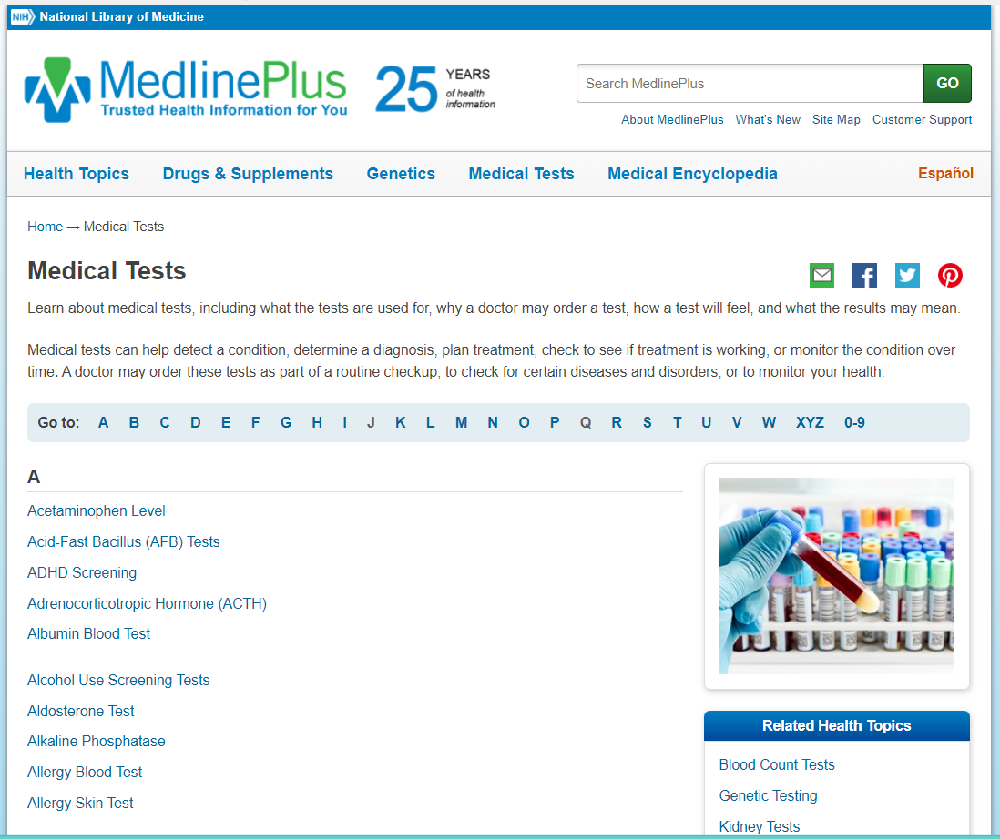 NIH National Library of Medicine
MedlinePlus
Trusted Health Information for You
25 YEARS
of health
information
Search MedlinePlus
GO
About MedlinePlus What's New Site Map Customer Support
Health Topics Drugs & Supplements Genetics Medical Tests Medical Encyclopedia Español
Home → Medical Tests
Medical Tests
Learn about medical tests, including what the tests are used for, why a doctor may order a test, how a test will feel, and what the results may mean.
Medical tests can help detect a condition, determine a diagnosis, plan treatment, check to see if treatment is working, or monitor the condition over
time. A doctor may order these tests as part of a routine checkup, to check for certain diseases and disorders, or to monitor your health.
Go to: A B C D E F G H I J K L M N O P Q R S T U V W XYZ 0-9
A
Acetaminophen Level
Acid-Fast Bacillus (AFB) Tests
ADHD Screening
Adrenocorticotropic Hormone (ACTH)
Albumin Blood Test
Alcohol Use Screening Tests
Aldosterone Test
Alkaline Phosphatase
Allergy Blood Test
Allergy Skin Test
Related Health Topics
Blood Count Tests
Genetic Testing
Kidney Tests